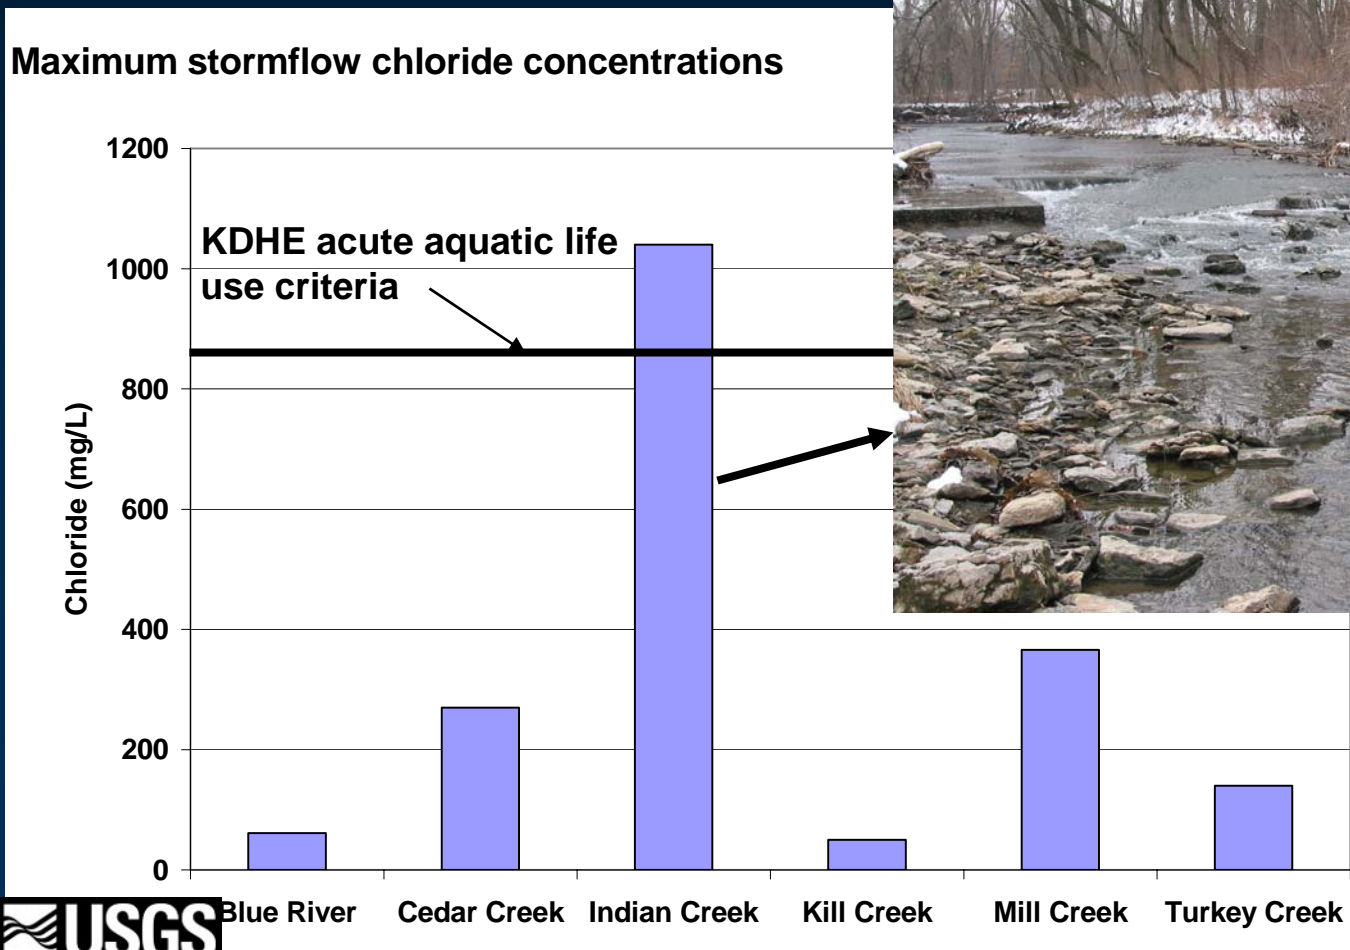 Maximum stormflow chloride concentrations
1200
KDHE acute aquatic life
use criteria
1000
800
600
400
200
0
Chloride (mg/L)
Blue River Cedar Creek Indian Creek Kill Creek Mill Creek Turkey Creek
USGS